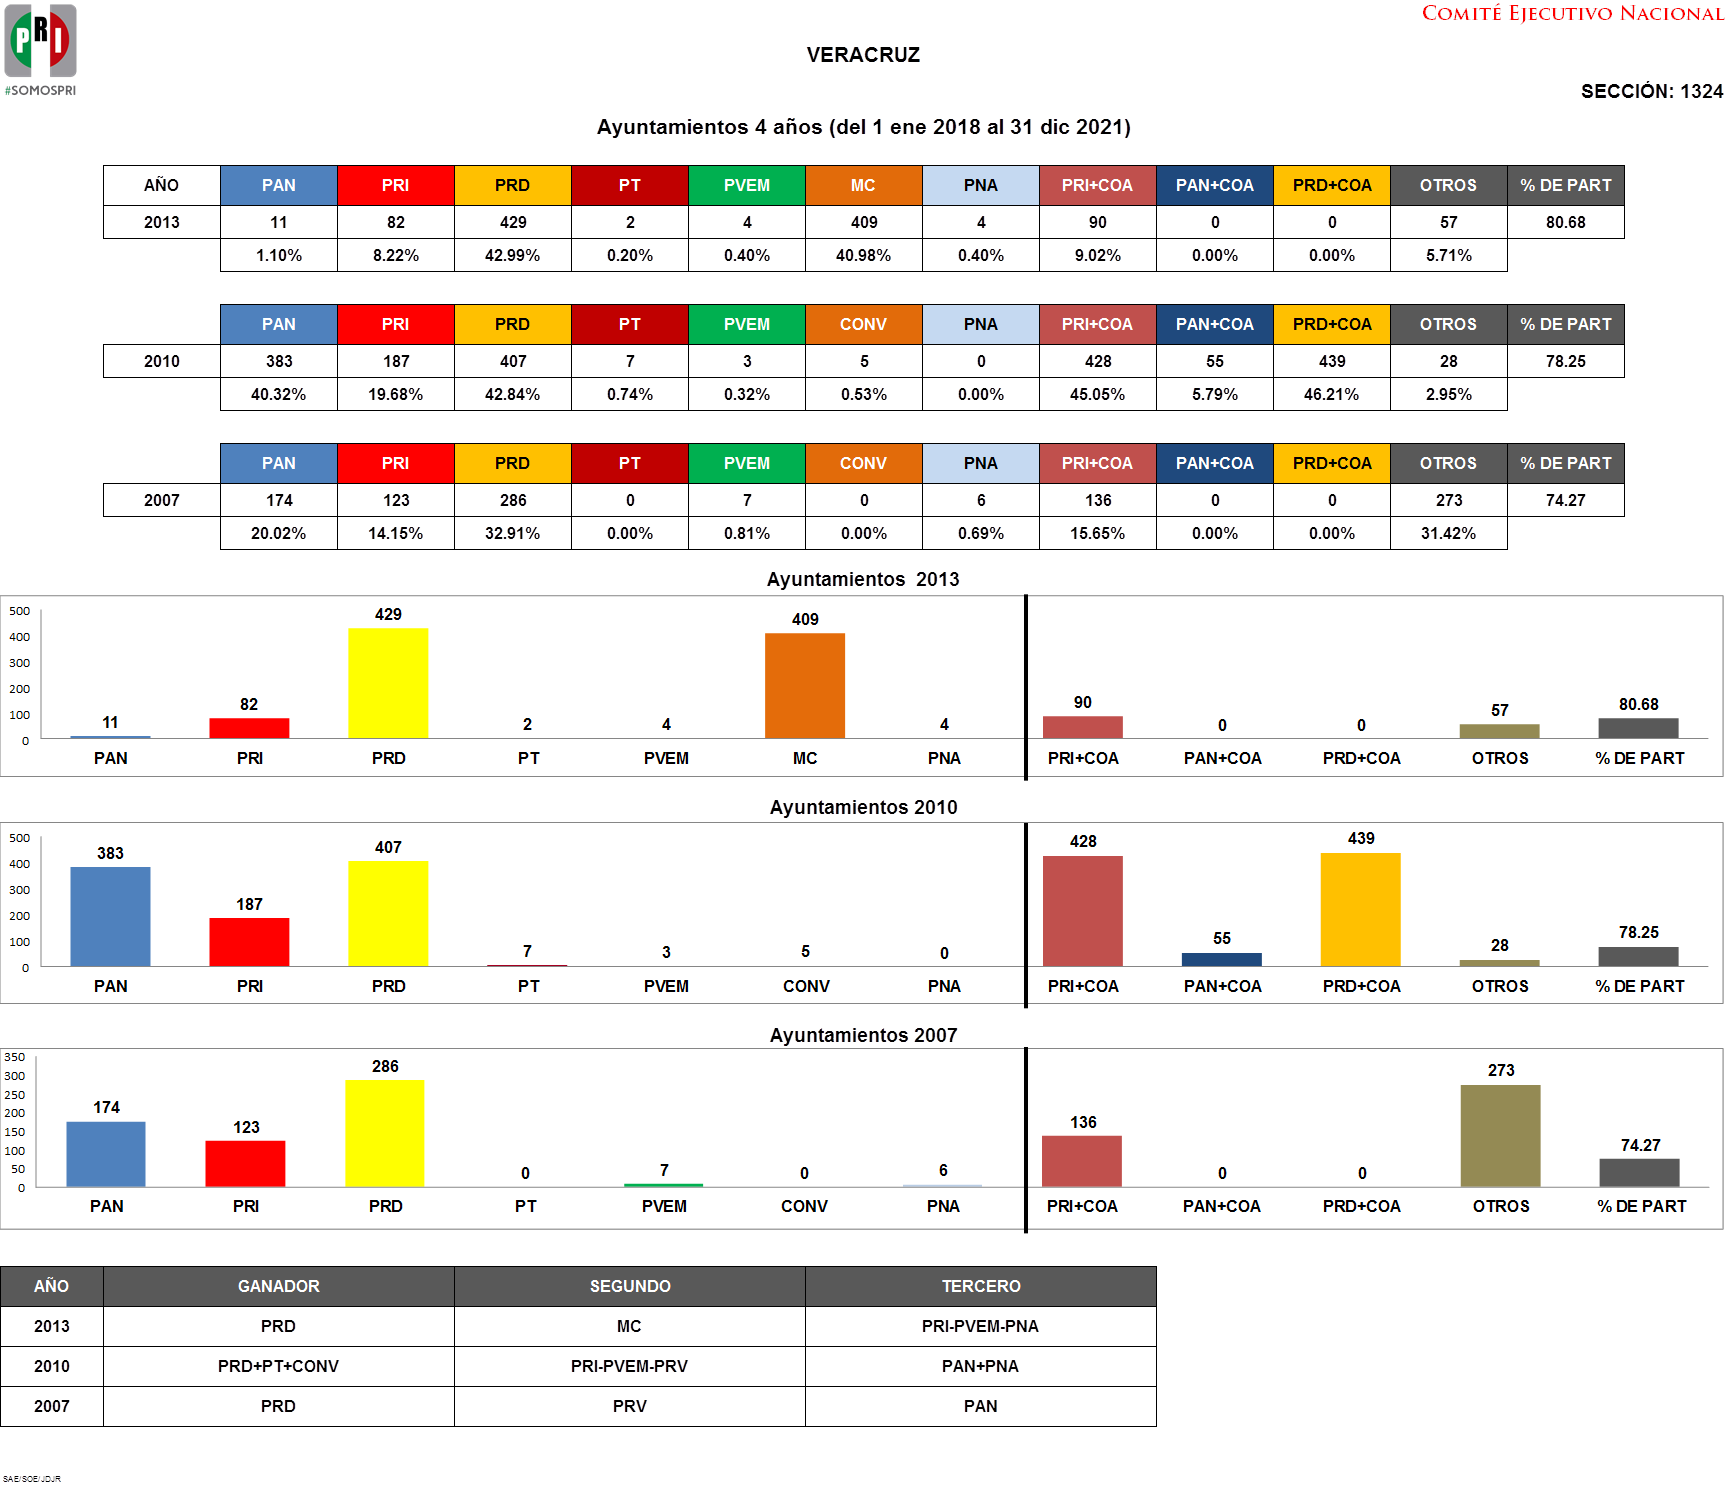 COMITÉ EJECUTIVO NACIONAL
PRI
#SOMOSPRI
VERACRUZ
SECCIÓN: 1324
Ayuntamientos 4 años (del 1 ene 2018 al 31 dic 2021)
AÑO PAN PRI PRD PT PVEM MC PNA PRI+COA PAN+COA PRD+COA OTROS % DE PART
2013 11 82 429 2 4 409 4 90 0 0 57 80.68
1.10% 8.22% 42.99% 0.20% 0.40% 40.98% 0.40% 9.02% 0.00% 0.00% 5.71%
PAN PRI PRD PT PVEM CONV PNA PRI+COA PAN+COA PRD+COA OTROS % DE PART
2010 383 187 407 7 3 5 0 428 55 439 28 78.25
40.32% 19.68% 42.84% 0.74% 0.32% 0.53% 0.00% 45.05% 5.79% 46.21% 2.95%
PAN PRI PRD PT PVEM CONV PNA PRI+COA PAN+COA PRD+COA OTROS % DE PART
2007 174 123 286 0 7 0 6 136 0 0 273 74.27
20.02% 14.15% 32.91% 0.00% 0.81% 0.00% 0.69% 15.65% 0.00% 0.00% 31.42%
Ayuntamientos 2013
500
400
300
200
100
0
11 82 429 2 4 409 4 90 0 0 57 80.68
PAN PRI PRD PT PVEM MC PNA PRI+COA PAN+COA PRD+COA OTROS % DE PART
Ayuntamientos 2010
500
400
300
200
100
0
383 187 407 7 3 5 0 428 55 439 28 78.25
PAN PRI PRD PT PVEM CONV PNA PRI+COA PAN+COA PRD+COA OTROS % DE PART
Ayuntamientos 2007
350
300
250
200
150
100
50
0
174 123 286 0 7 0 6 136 0 0 273 74.27
PAN PRI PRD PT PVEM CONV PNA PRI+COA PAN+COA PRD+COA OTROS % DE PART
AÑO GANADOR SEGUNDO TERCERO
2013 PRD MC PRI-PVEM-PNA
2010 PRD+PT+CONV PRI-PVEM-PRV PAN+PNA
2007 PRD PRV PAN
SAE/SOE/JDJR